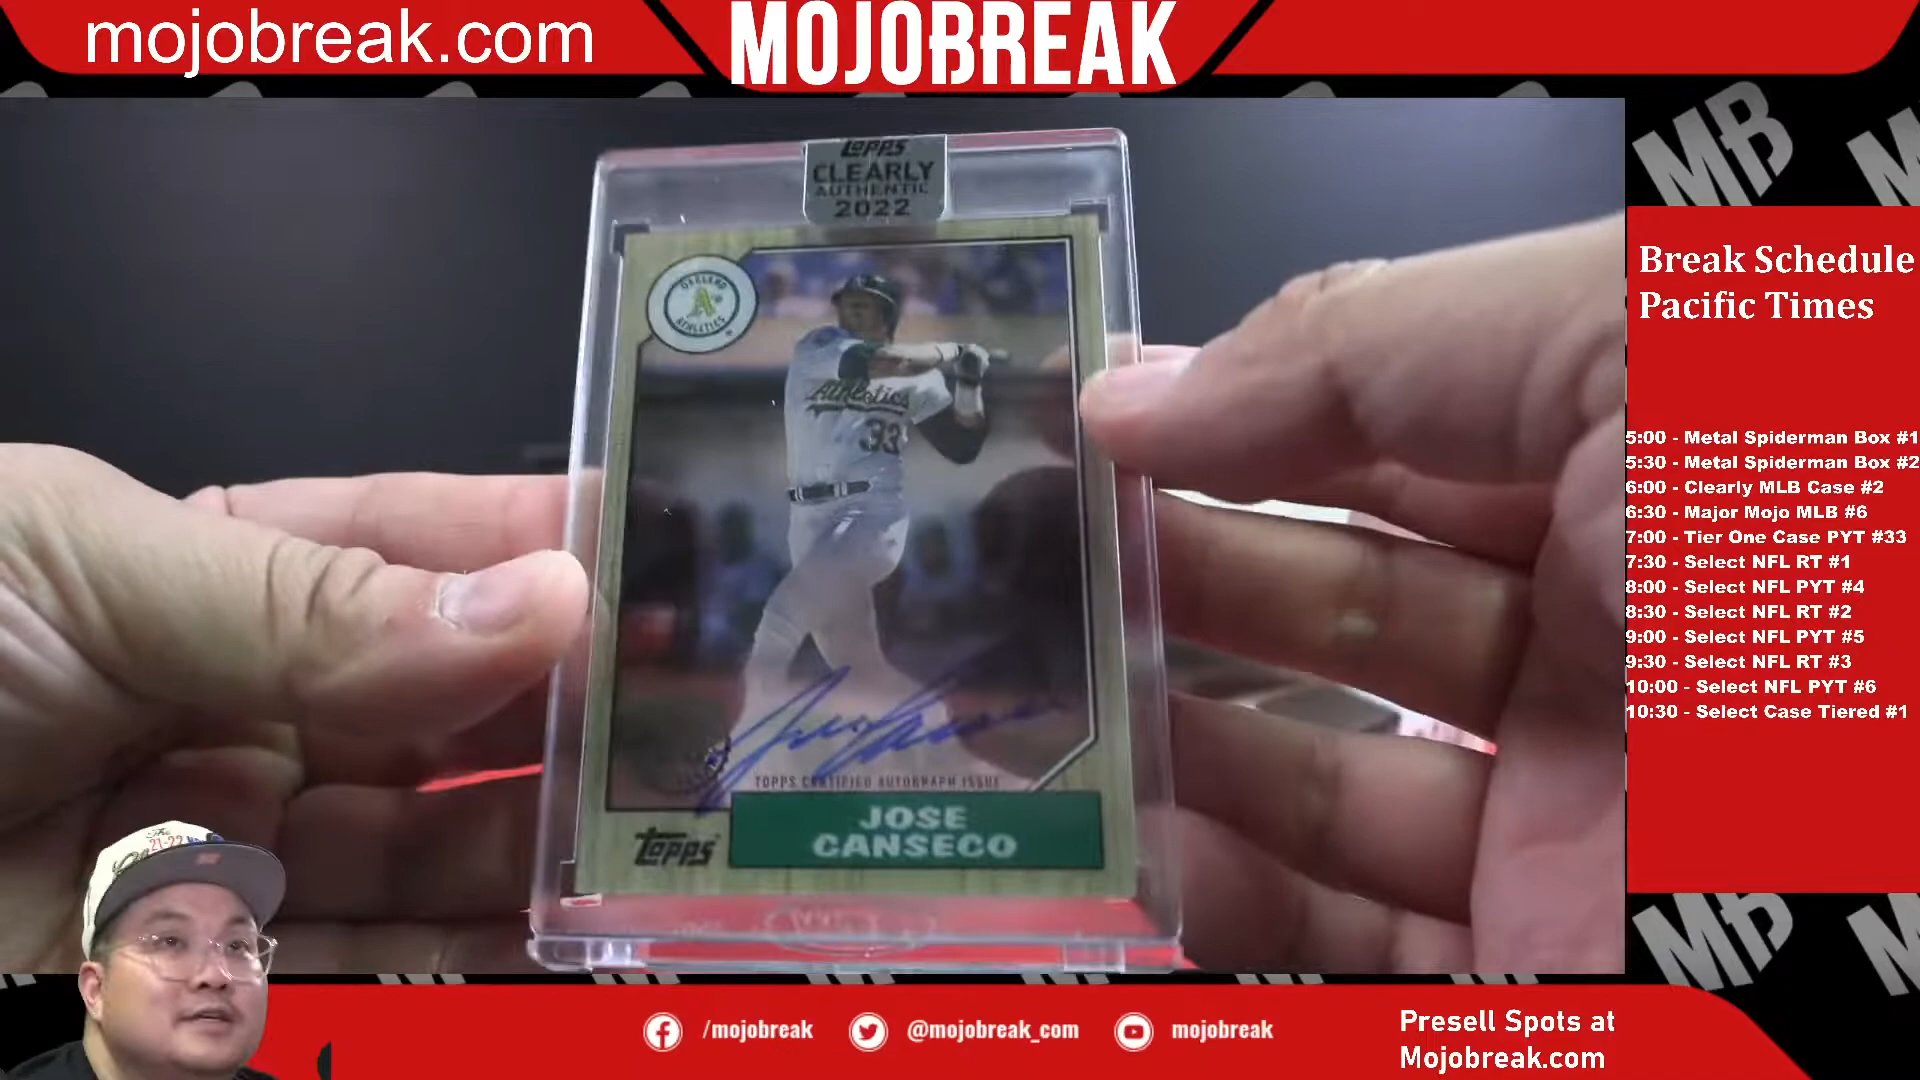 mojobreak.com
MOJOBREAK
MB
Topps
CLEARLY
AUTHENTIC
2022
OAKLAND
A's
ATHLETICS
Athletics
33
TOPPS CERTIFIED AUTOGRAPH ISSUE
JOSE
CANSECO
Topps
Break Schedule
Pacific Times
5:00 - Metal Spiderman Box #1
5:30 - Metal Spiderman Box #2
6:00 - Clearly MLB Case #2
6:30 - Major Mojo MLB #6
7:00 - Tier One Case PYT #33
7:30 - Select NFL RT #1
8:00 - Select NFL PYT #4
8:30 - Select NFL RT #2
9:00 - Select NFL PYT #5
9:30 - Select NFL RT #3
10:00 - Select NFL PYT #6
10:30 - Select Case Tiered #1
MB
The
21-22
/mojobreak
@mojobreak_com
mojobreak
Presell Spots at
Mojobreak.com